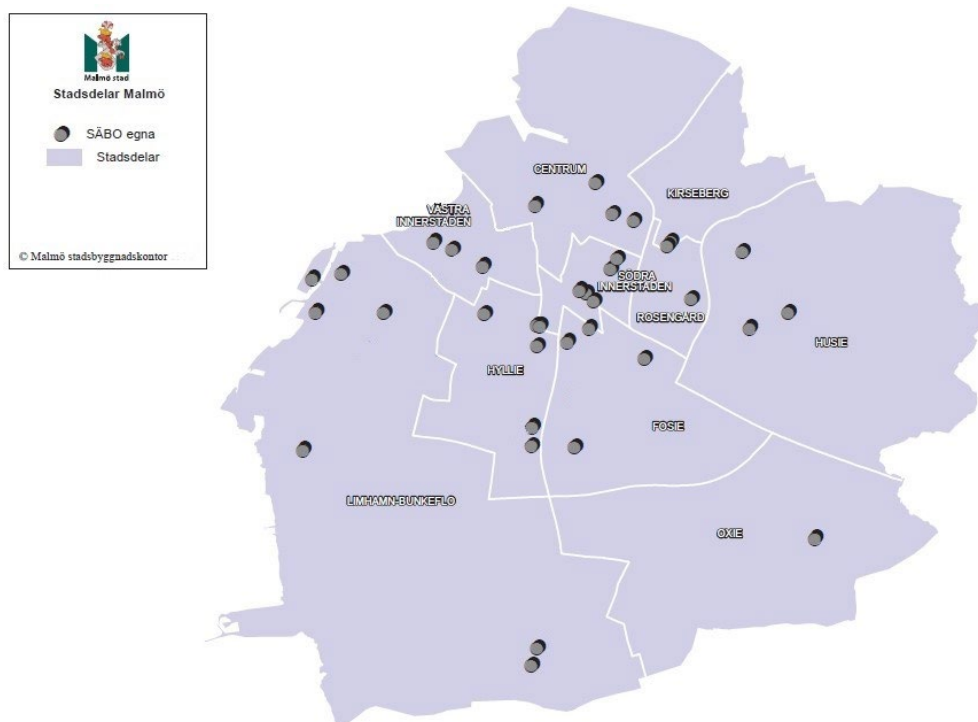 Malmö stad
Stadsdelar Malmö
SÄBO egna
Stadsdelar
© Malmö stadsbyggnadskontor
CENTRUM
KIRSEBERG
VÄSTRA
INNERSTADEN
SÖDRA
INNERSTADEN
ROSENGÅRD
HUSIE
HYLLIE
FOSIE
LIMHAMN-BUNKEFLO
OXIE